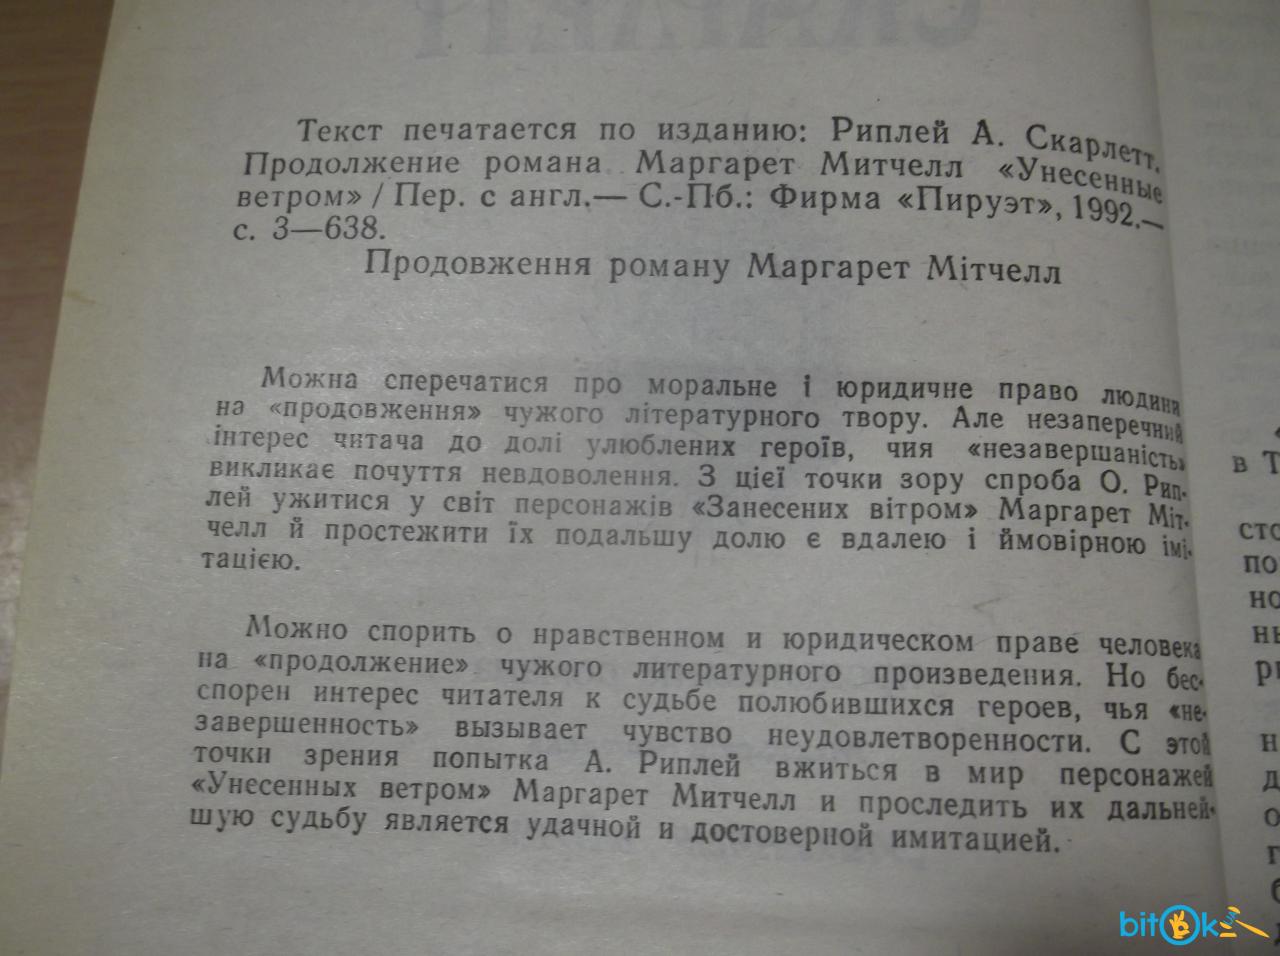 Текст печатается по изданию: Риплей А. Скарлетт.
Продолжение романа Маргарет Митчелл «Унесенные
ветром» / Пер. с англ.— С.-Пб.: Фирма «Пируэт», 1992.—
с. 3—638.
Продовження роману Маргарет Мітчелл
Можна сперечатися про моральне і юридичне право людини
на «продовження» чужого літературного твору. Але незаперечний
інтерес читача до долі улюблених героїв, чия «незавершаність»
викликає почуття невдоволення. З цієї точки зору спроба О. Рип-
лей ужитися у світ персонажів «Занесених вітром» Маргарет Міт-
челл й простежити їх подальшу долю є вдалею і ймовірною імі-
тацією.
Можно спорить о нравственном и юридическом праве человека
на «продолжение» чужого литературного произведения. Но бес-
спорен интерес читателя к судьбе полюбившихся героев, чья «не-
завершенность» вызывает чувство неудовлетворенности. С этой
точки зрения попытка А. Риплей вжиться в мир персонажей
«Унесенных ветром» Маргарет Митчелл и проследить их дальней-
шую судьбу является удачной и достоверной имитацией.
bitOk